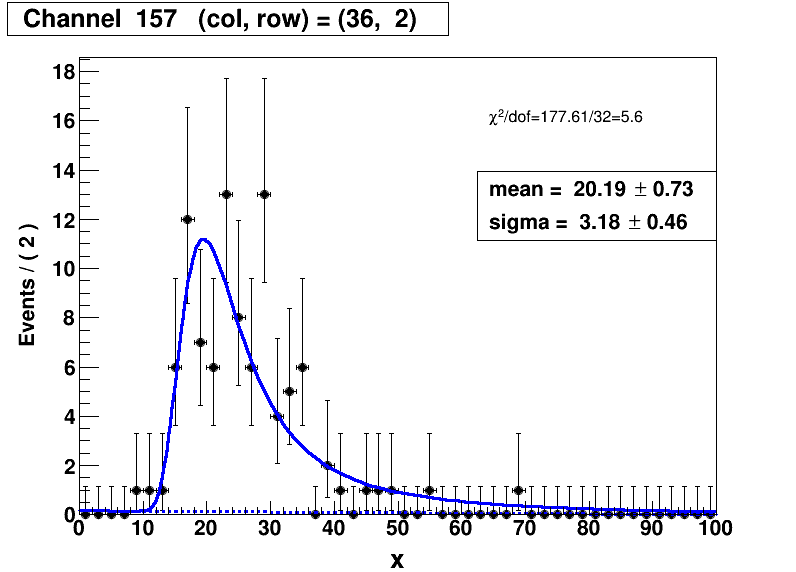 Channel 157 (col, row) = (36, 2)
χ²/dof=177.61/32=5.6
mean = 20.19 ± 0.73
sigma = 3.18 ± 0.46
Events / ( 2 )
18
16
14
12
10
8
6
4
2
0
0 10 20 30 40 50 60 70 80 90 100
x